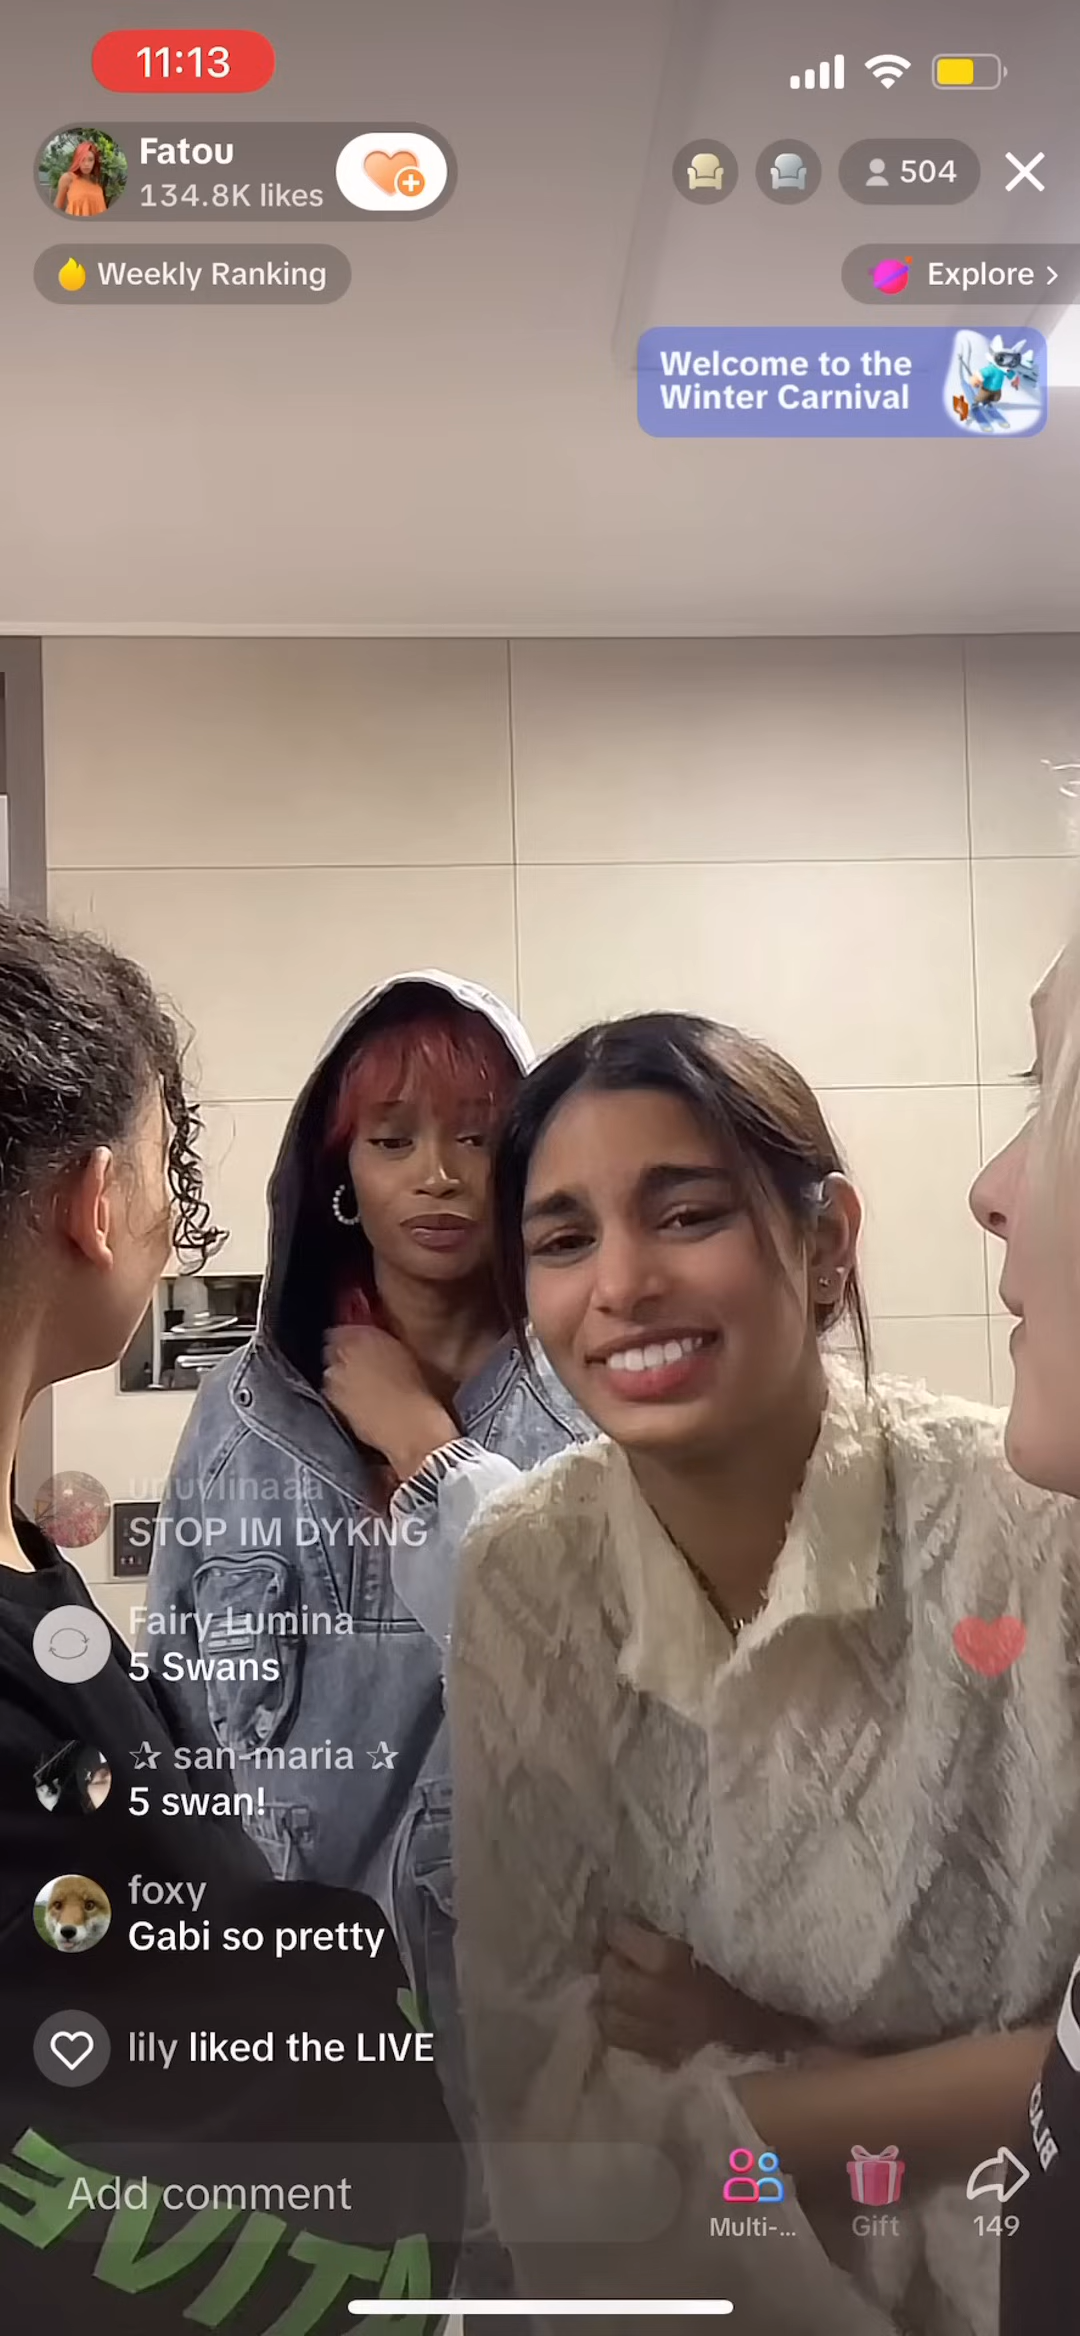 11:13
Fatou
134.8K likes
504
Weekly Ranking
Explore >
Welcome to the
Winter Carnival
STOP IM DYKNG
Fairy Lumina
5 Swans
☆ san-maria ☆
5 swan!
foxy
Gabi so pretty
lily liked the LIVE
Add comment
Multi-...
Gift
149